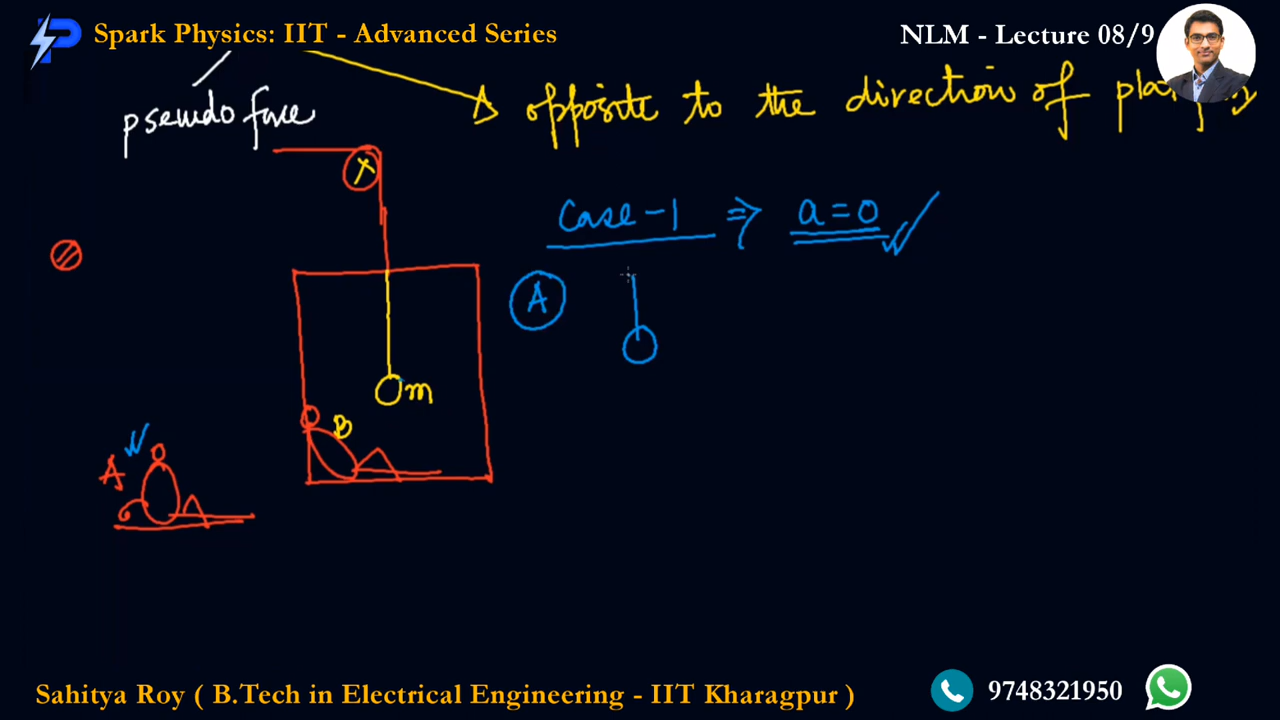 Spark Physics: IIT - Advanced Series
NLM - Lecture 08/9
pseudo force
opposite to the direction of
Case-1 ⇒ a=0
A
m
B
A
Sahitya Roy ( B.Tech in Electrical Engineering - IIT Kharagpur )
9748321950